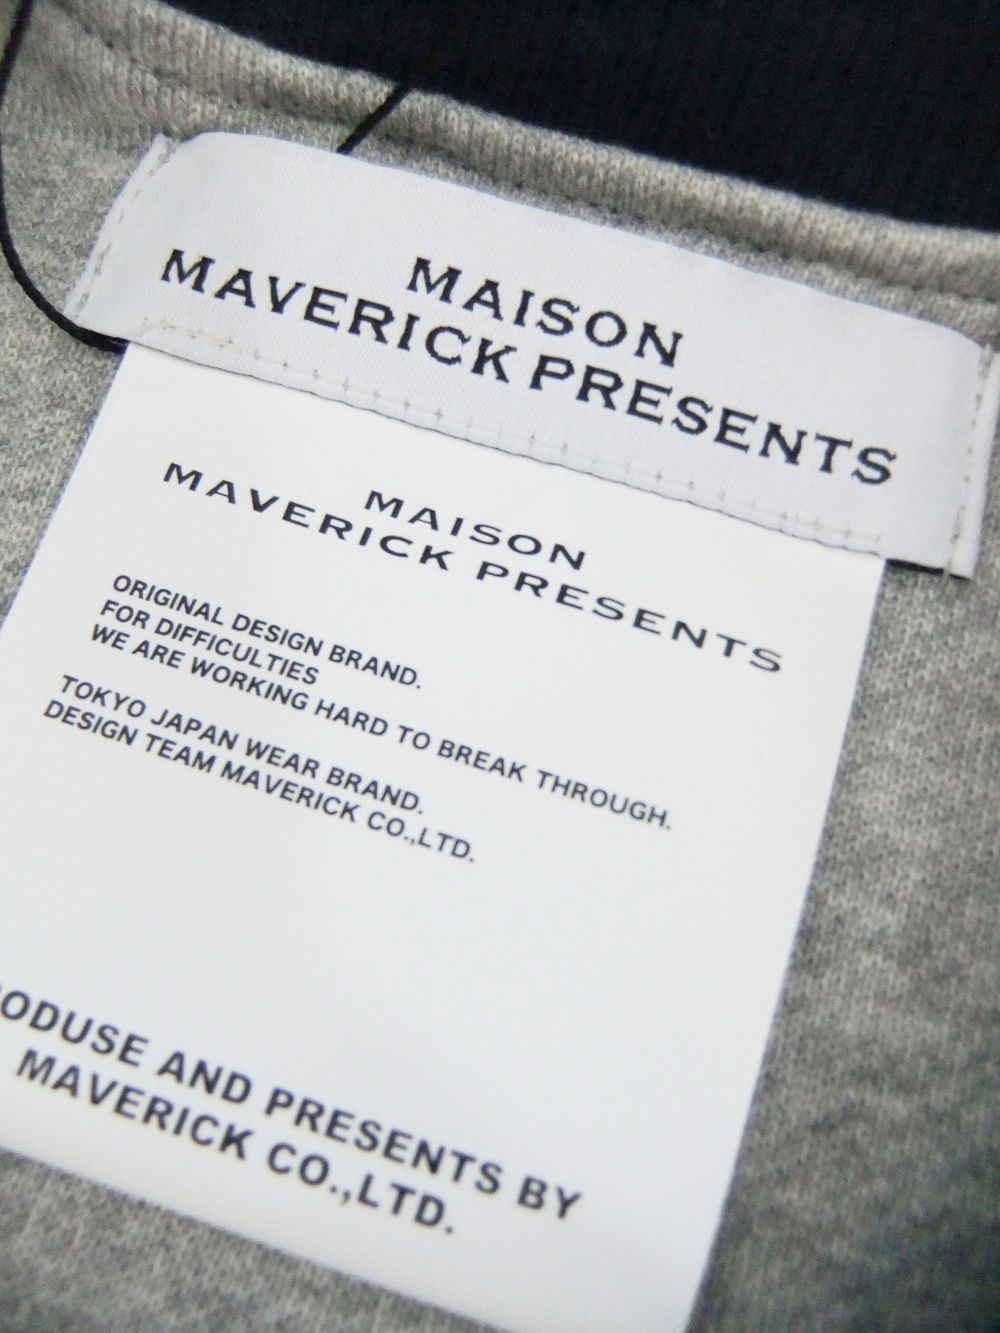 MAISON
MAVERICK PRESENTS
MAISON
MAVERICK PRESENTS
ORIGINAL DESIGN BRAND.
FOR DIFFICULTIES
WE ARE WORKING HARD TO BREAK THROUGH.
TOKYO JAPAN WEAR BRAND.
DESIGN TEAM MAVERICK CO.,LTD.
ODUSE AND PRESENTS BY
MAVERICK CO.,LTD.